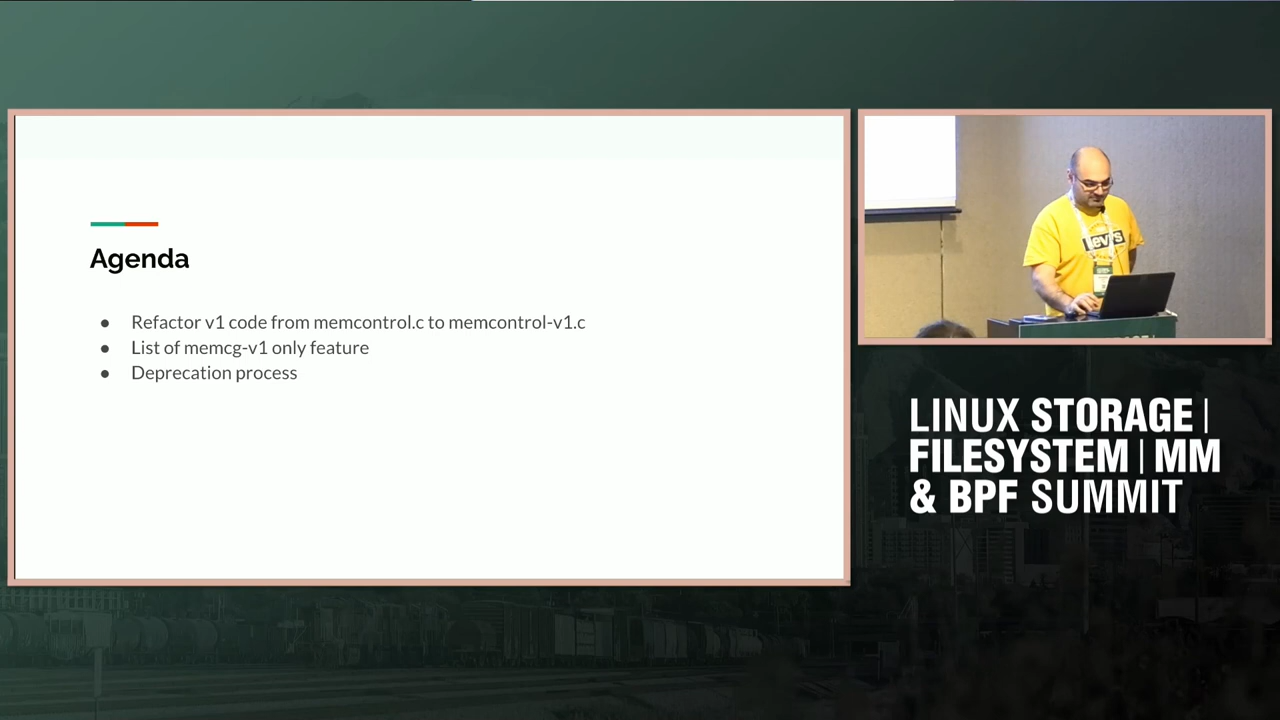 Agenda
● Refactor v1 code from memcontrol.c to memcontrol-v1.c
● List of memcg-v1 only feature
● Deprecation process
LINUX STORAGE |
FILESYSTEM | MM
& BPF SUMMIT